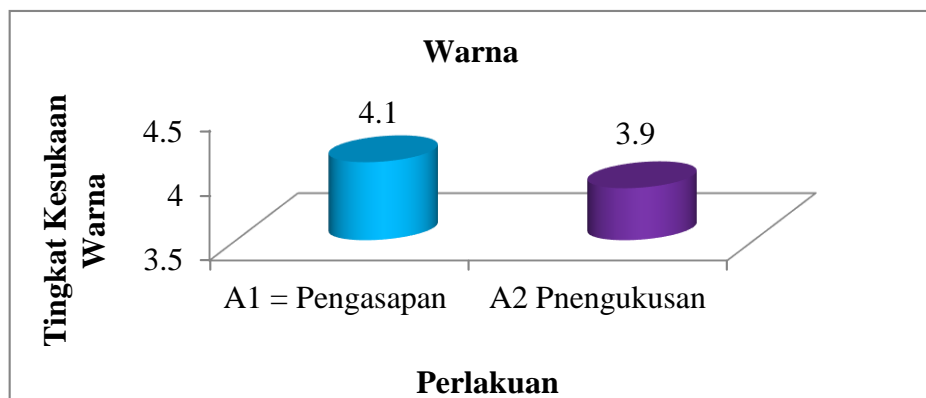 Warna
Tingkat Kesukaan
Warna
4.5
4
3.5
4.1
3.9
A1 = Pengasapan
A2 Pnengukusan
Perlakuan